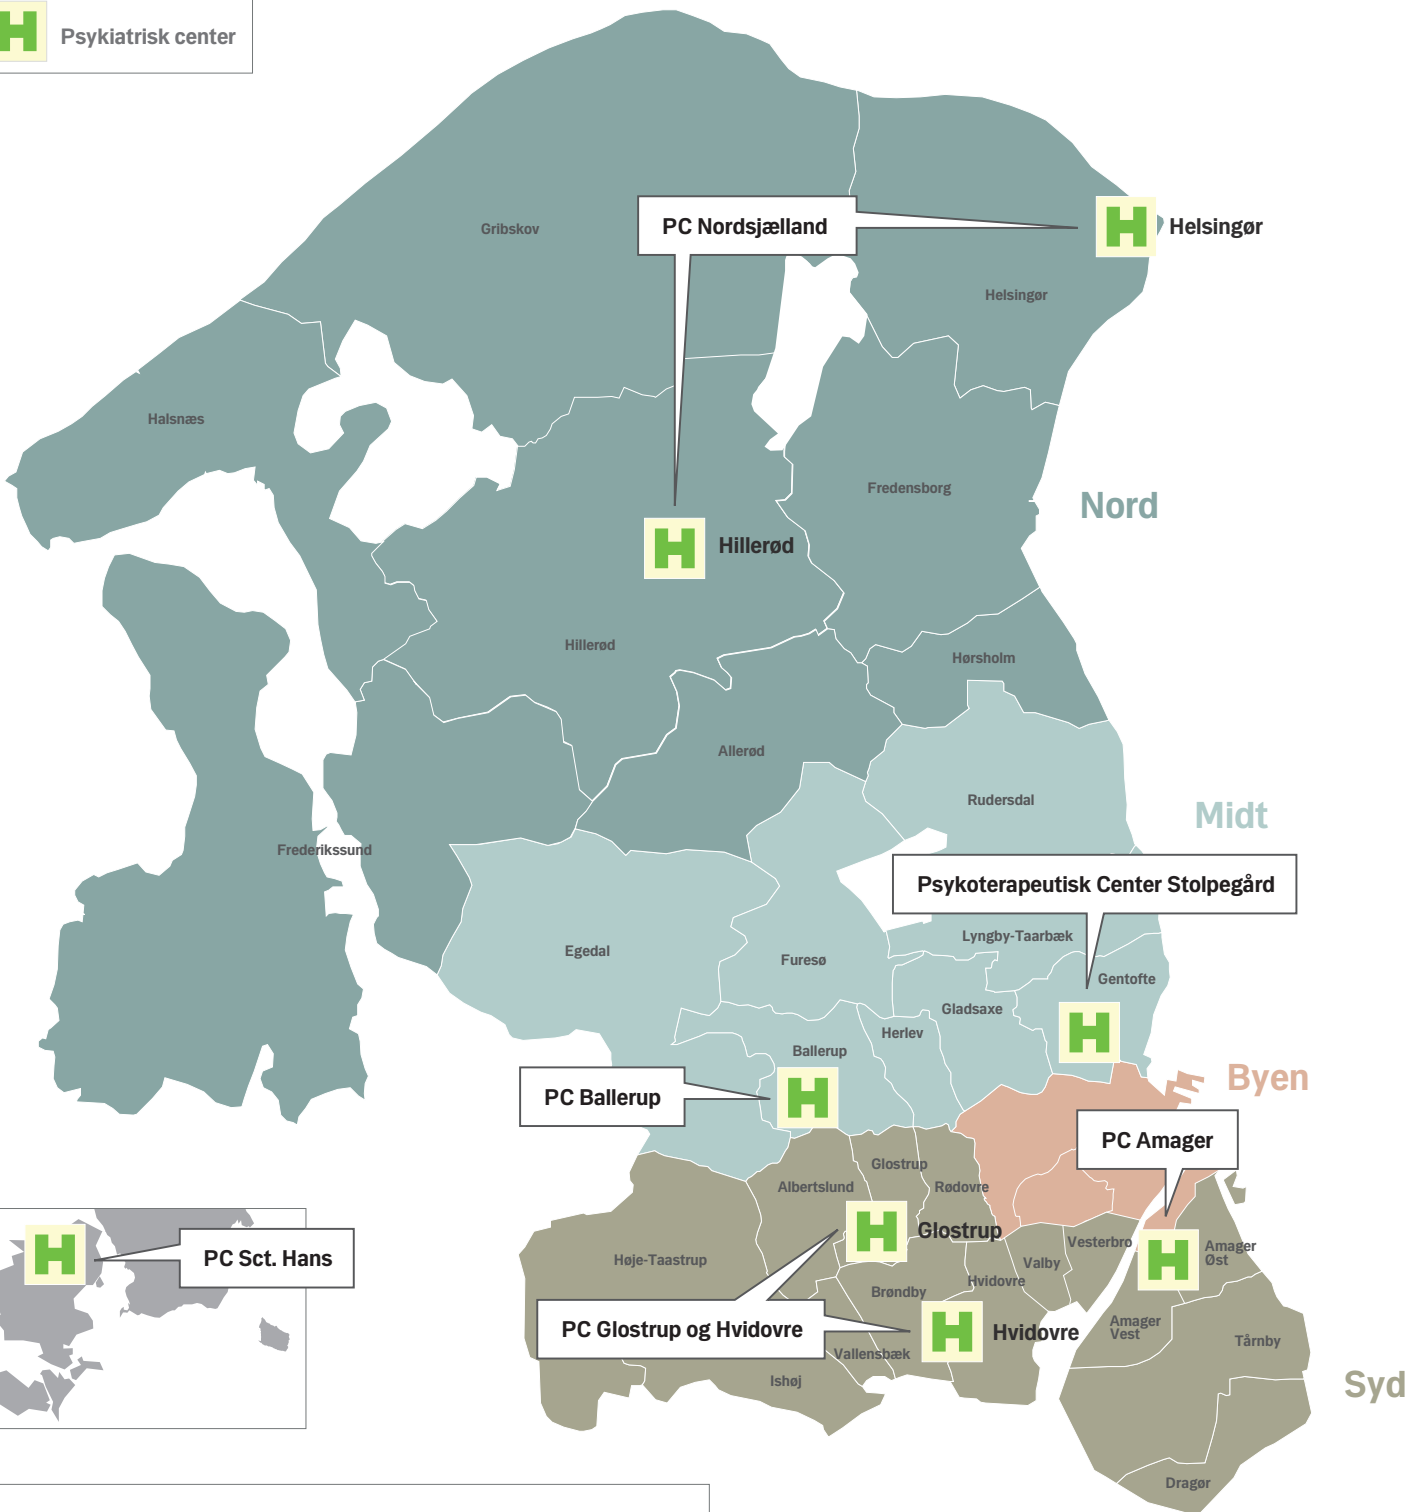 H Psykiatrisk center
Gribskov
PC Nordsjælland
H Helsingør
Helsingør
Halsnæs
Fredensborg
Nord
H Hillerød
Hillerød
Hørsholm
Allerød
Rudersdal
Midt
Frederikssund
Psykoterapeutisk Center Stolpegård
Egedal
Furesø
Lyngby-Taarbæk
Gentofte
Gladsaxe
Herlev
H
Ballerup
Byen
PC Ballerup
H
PC Amager
Glostrup
Albertslund
Rødovre
H Glostrup
Vesterbro
H
Amager
Øst
H
PC Sct. Hans
Høje-Taastrup
Valby
Hvidovre
Brøndby
PC Glostrup og Hvidovre
H Hvidovre
Amager
Vest
Tårnby
Vallensbæk
Ishøj
Syd
Dragør